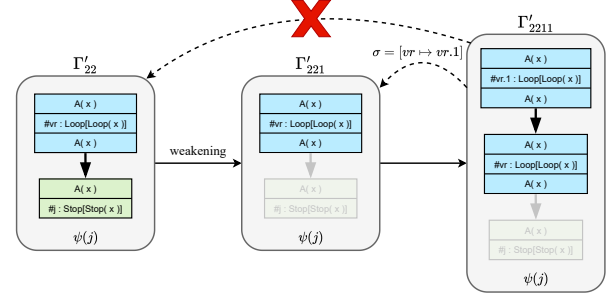 Γ′₂₂
A( x )
#vr : Loop[Loop( x )]
A( x )
A( x )
#j : Stop[Stop( x )]
ψ(j)
weakening
Γ′₂₂₁
A( x )
#vr : Loop[Loop( x )]
A( x )
A( x )
#j : Stop[Stop( x )]
ψ(j)
σ = [vr ↦ vr.1]
Γ′₂₂₁₁
A( x )
#vr.1 : Loop[Loop( x )]
A( x )
A( x )
#vr : Loop[Loop( x )]
A( x )
A( x )
#j : Stop[Stop( x )]
ψ(j)